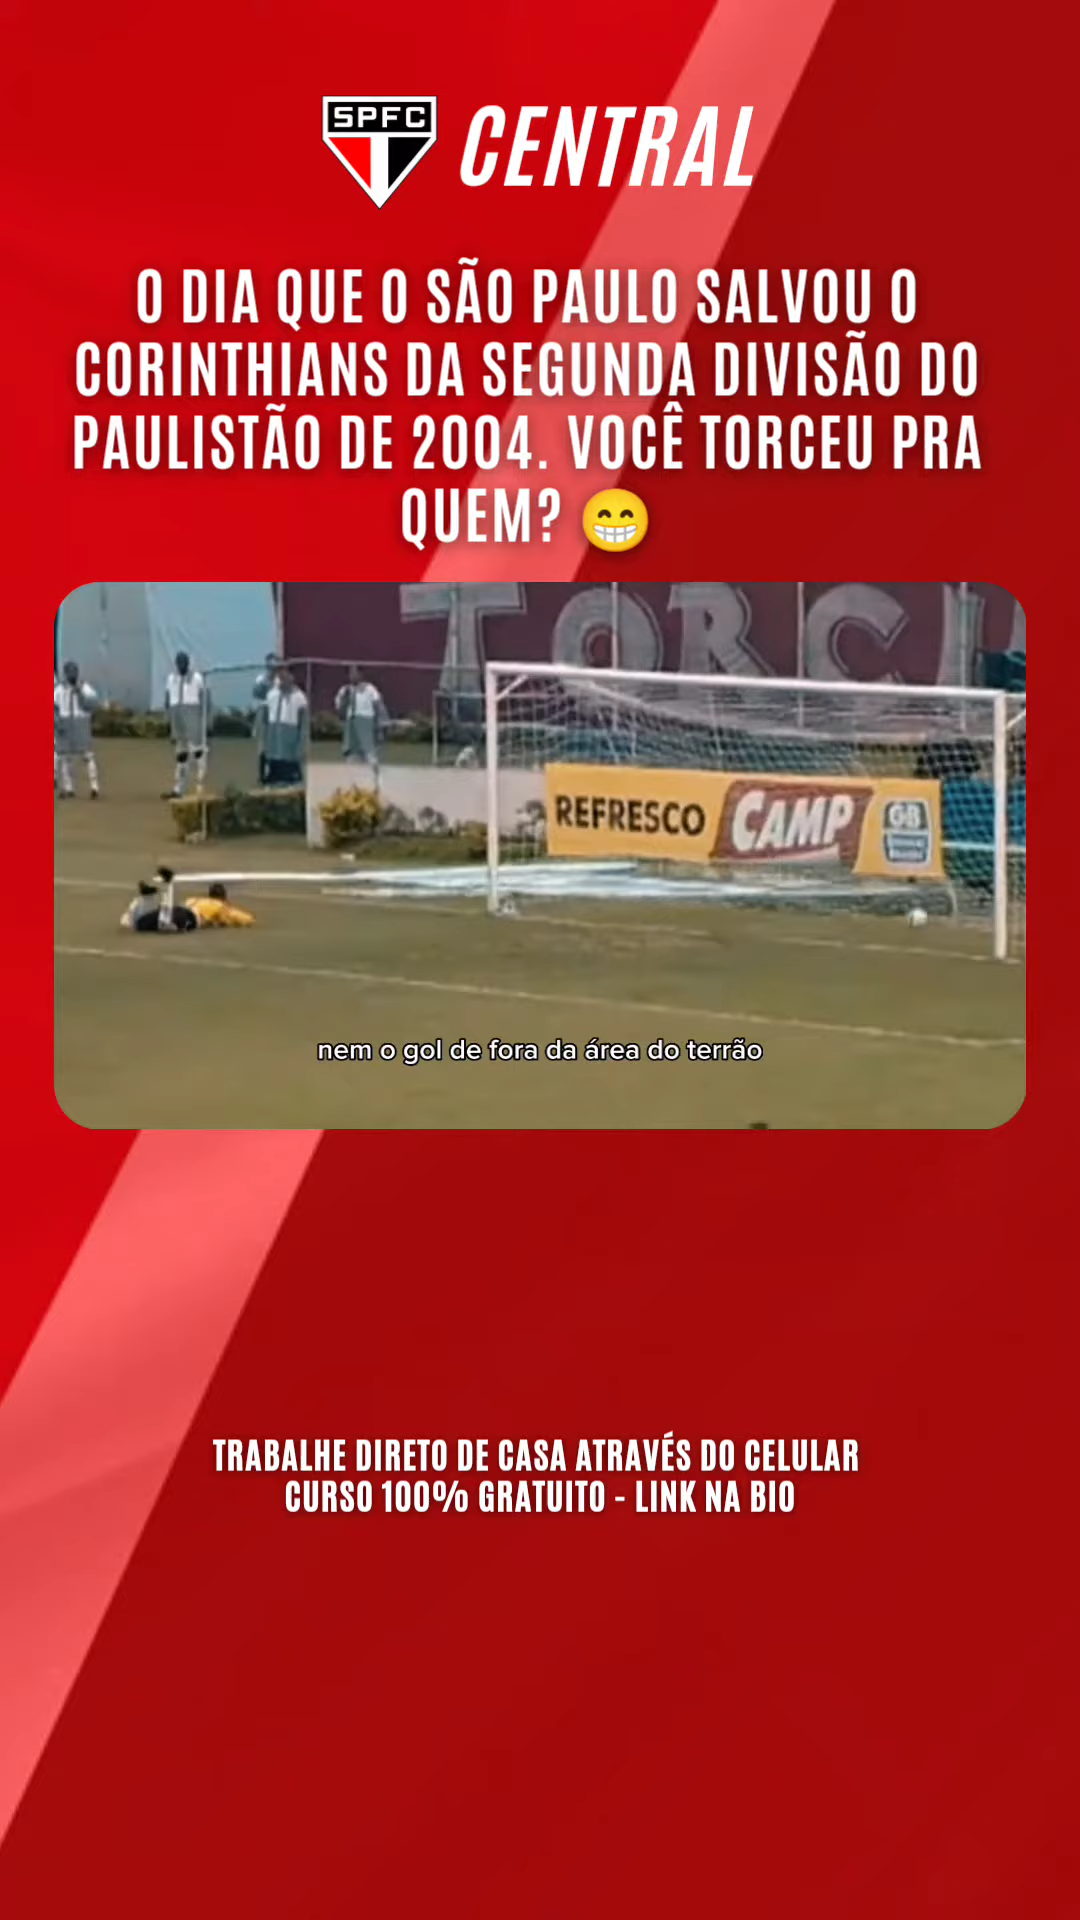 SPFC CENTRAL
O DIA QUE O SÃO PAULO SALVOU O
CORINTHIANS DA SEGUNDA DIVISÃO DO
PAULISTÃO DE 2004. VOCÊ TORCEU PRA
QUEM? 😁
TORCI
REFRESCO CAMP GB
nem o gol de fora da área do terrão
TRABALHE DIRETO DE CASA ATRAVÉS DO CELULAR
CURSO 100% GRATUITO - LINK NA BIO